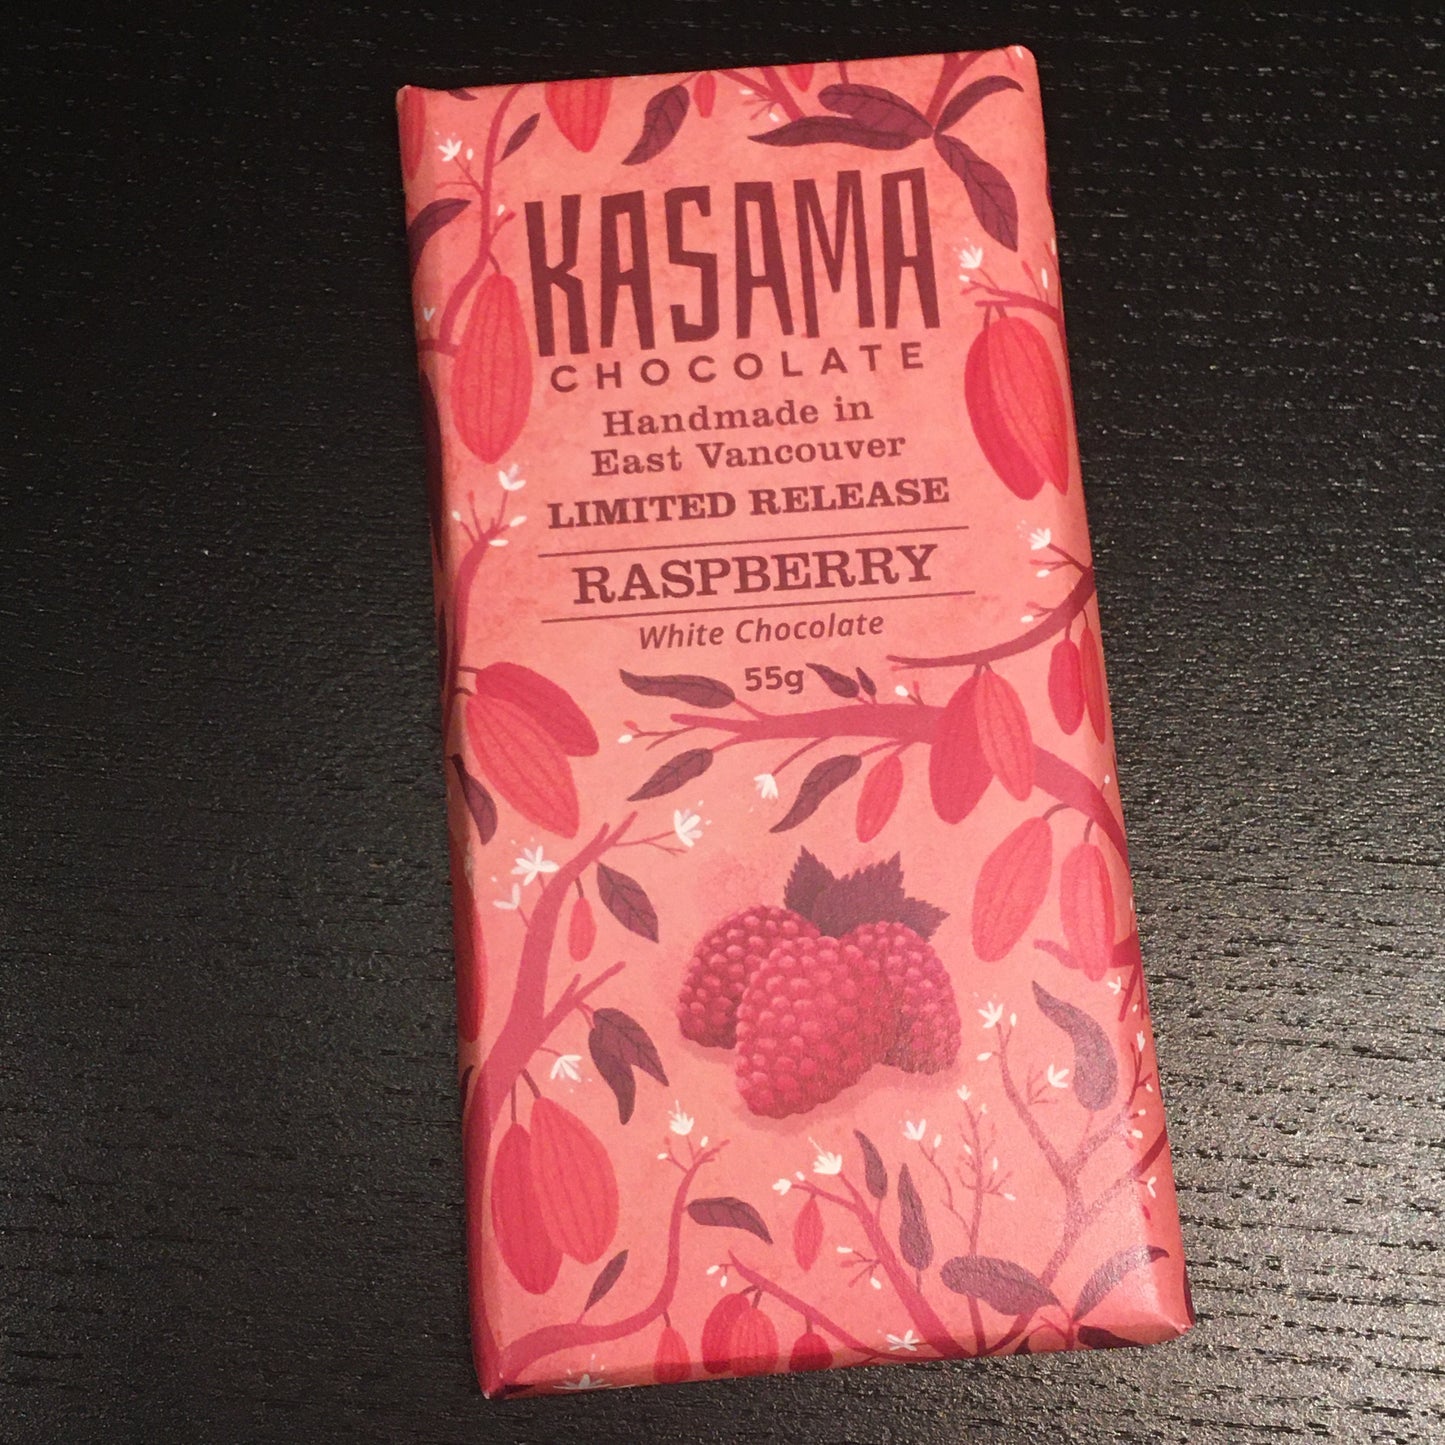 KASAMA
CHOCOLATE
Handmade in
East Vancouver
LIMITED RELEASE
RASPBERRY
White Chocolate
55g